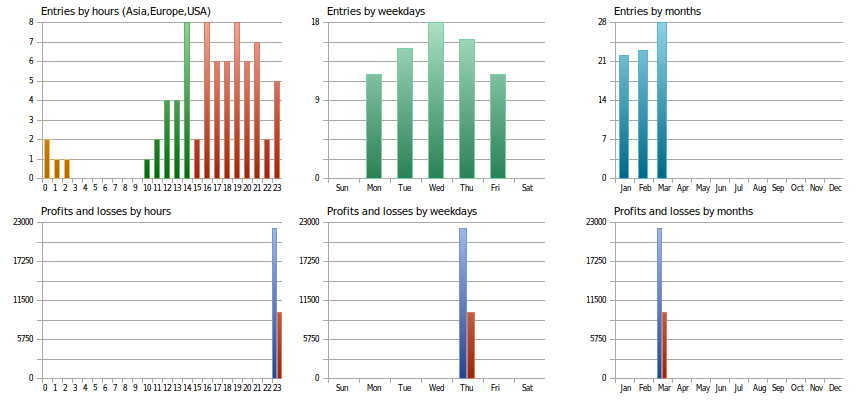 Entries by hours (Asia,Europe,USA)
8
7
6
5
4
3
2
1
0
0 1 2 3 4 5 6 7 8 9 10 11 12 13 14 15 16 17 18 19 20 21 22 23
Entries by weekdays
18
9
0
Sun Mon Tue Wed Thu Fri Sat
Entries by months
28
21
14
7
0
Jan Feb Mar Apr May Jun Jul Aug Sep Oct Nov Dec
Profits and losses by hours
23000
17250
11500
5750
0
0 1 2 3 4 5 6 7 8 9 10 11 12 13 14 15 16 17 18 19 20 21 22 23
Profits and losses by weekdays
23000
17250
11500
5750
0
Sun Mon Tue Wed Thu Fri Sat
Profits and losses by months
23000
17250
11500
5750
0
Jan Feb Mar Apr May Jun Jul Aug Sep Oct Nov Dec